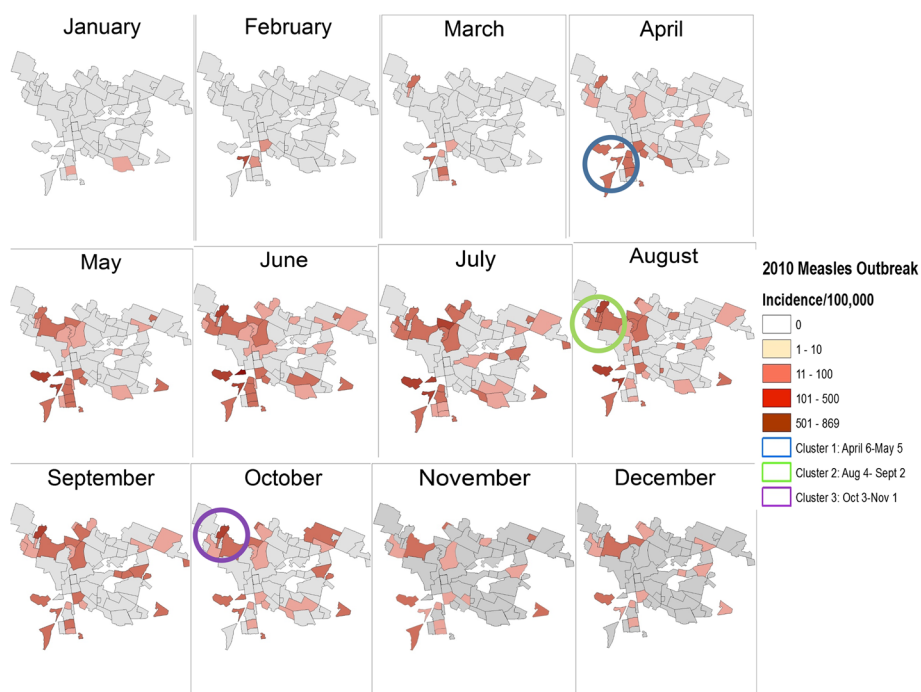 January
February
March
April
May
June
July
August
September
October
November
December
2010 Measles Outbreak
Incidence/100,000
0
1 - 10
11 - 100
101 - 500
501 - 869
Cluster 1: April 6-May 5
Cluster 2: Aug 4- Sept 2
Cluster 3: Oct 3-Nov 1